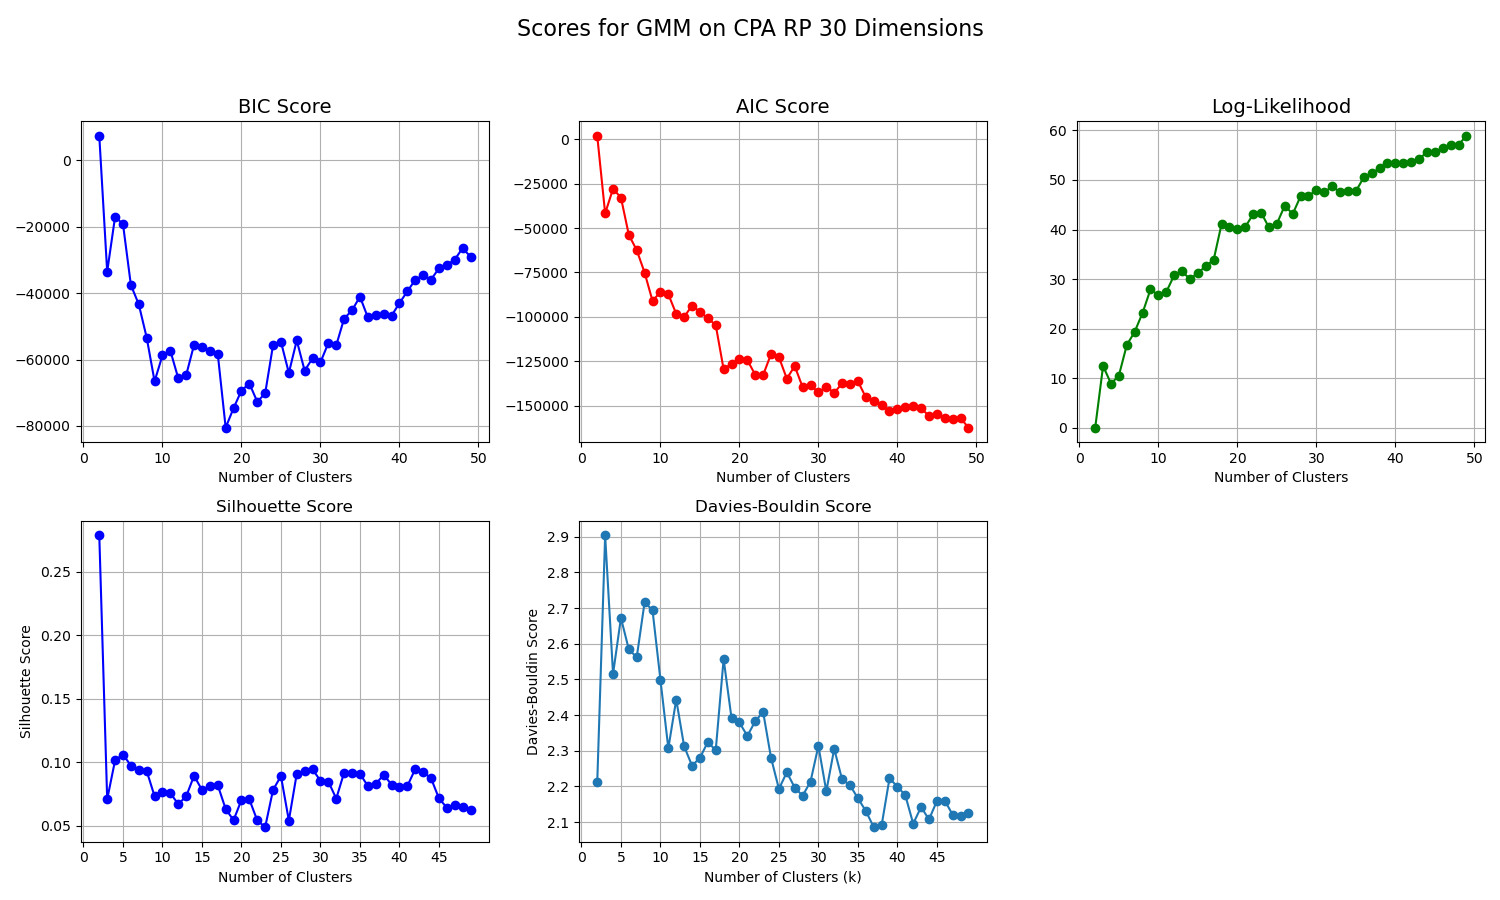 Scores for GMM on CPA RP 30 Dimensions
BIC Score
0
−20000
−40000
−60000
−80000
0 10 20 30 40 50
Number of Clusters
AIC Score
0
−25000
−50000
−75000
−100000
−125000
−150000
0 10 20 30 40 50
Number of Clusters
Log-Likelihood
60
50
40
30
20
10
0
0 10 20 30 40 50
Number of Clusters
Silhouette Score
Silhouette Score
0.25
0.20
0.15
0.10
0.05
0 5 10 15 20 25 30 35 40 45
Number of Clusters
Davies-Bouldin Score
Davies-Bouldin Score
2.9
2.8
2.7
2.6
2.5
2.4
2.3
2.2
2.1
0 5 10 15 20 25 30 35 40 45
Number of Clusters (k)